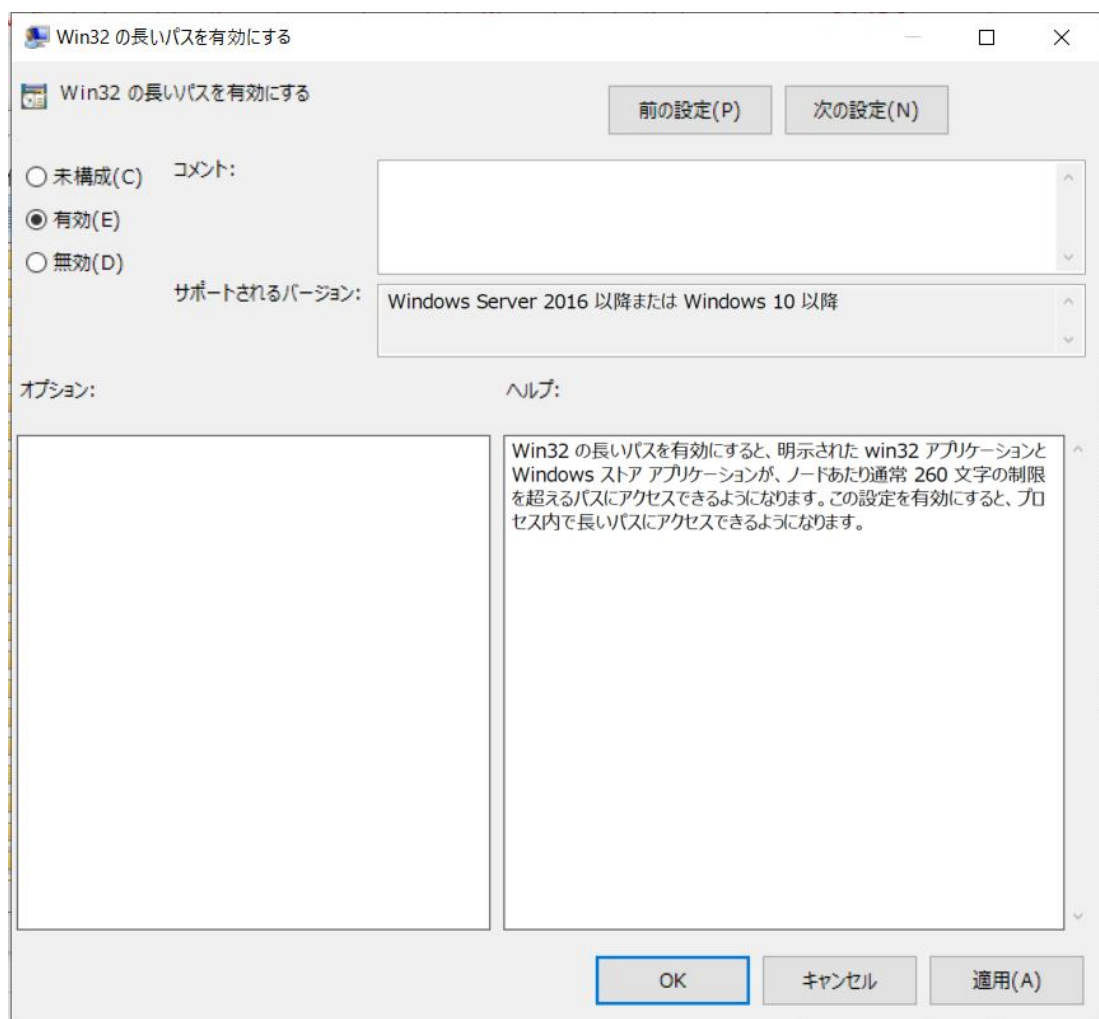 Win32 の長いパスを有効にする
Win32 の長いパスを有効にする
前の設定(P)
次の設定(N)
未構成(C)
コメント:
有効(E)
無効(D)
サポートされるバージョン:
Windows Server 2016 以降または Windows 10 以降
オプション:
ヘルプ:
Win32 の長いパスを有効にすると、明示された win32 アプリケーションと
Windows ストア アプリケーションが、ノードあたり通常 260 文字の制限
を超えるパスにアクセスできるようになります。この設定を有効にすると、プロ
セス内で長いパスにアクセスできるようになります。
OK
キャンセル
適用(A)